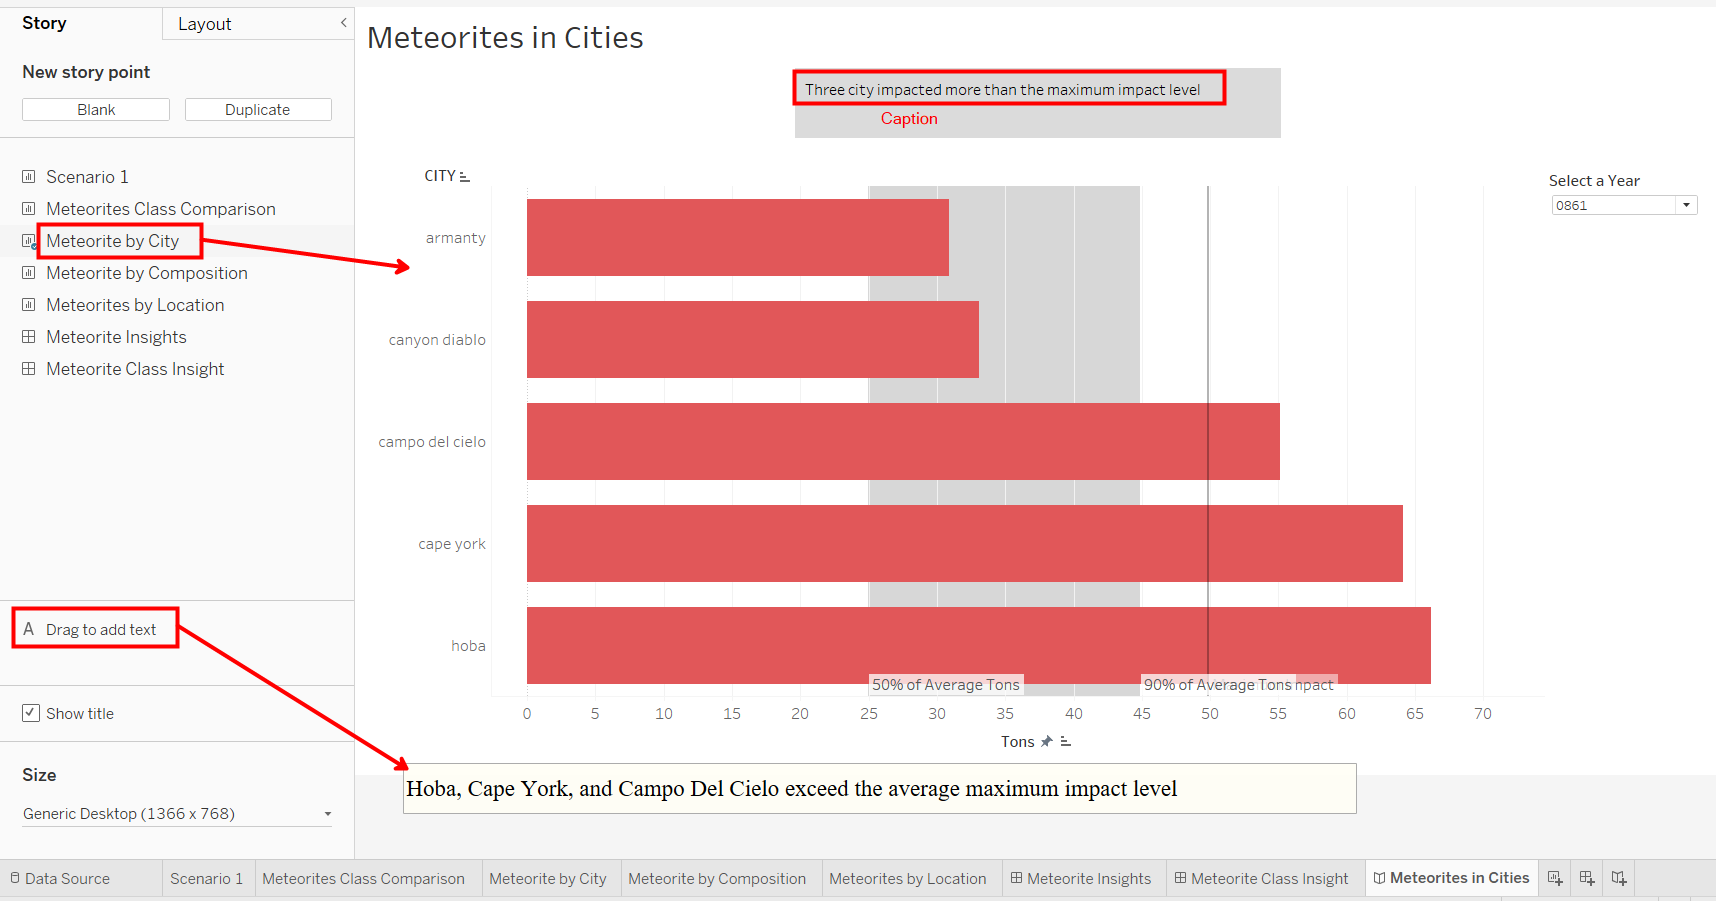 Story
Layout
New story point
Blank
Duplicate
Scenario 1
Meteorites Class Comparison
Meteorite by City
Meteorite by Composition
Meteorites by Location
Meteorite Insights
Meteorite Class Insight
A Drag to add text
Show title
Size
Generic Desktop (1366 x 768)
Meteorites in Cities
Three city impacted more than the maximum impact level
Caption
CITY
Select a Year
0861
armanty
canyon diablo
campo del cielo
cape york
hoba
50% of Average Tons
90% of Average Tons
0 5 10 15 20 25 30 35 40 45 50 55 60 65 70
Tons
Hoba, Cape York, and Campo Del Cielo exceed the average maximum impact level
Data Source
Scenario 1
Meteorites Class Comparison
Meteorite by City
Meteorite by Composition
Meteorites by Location
Meteorite Insights
Meteorite Class Insight
Meteorites in Cities